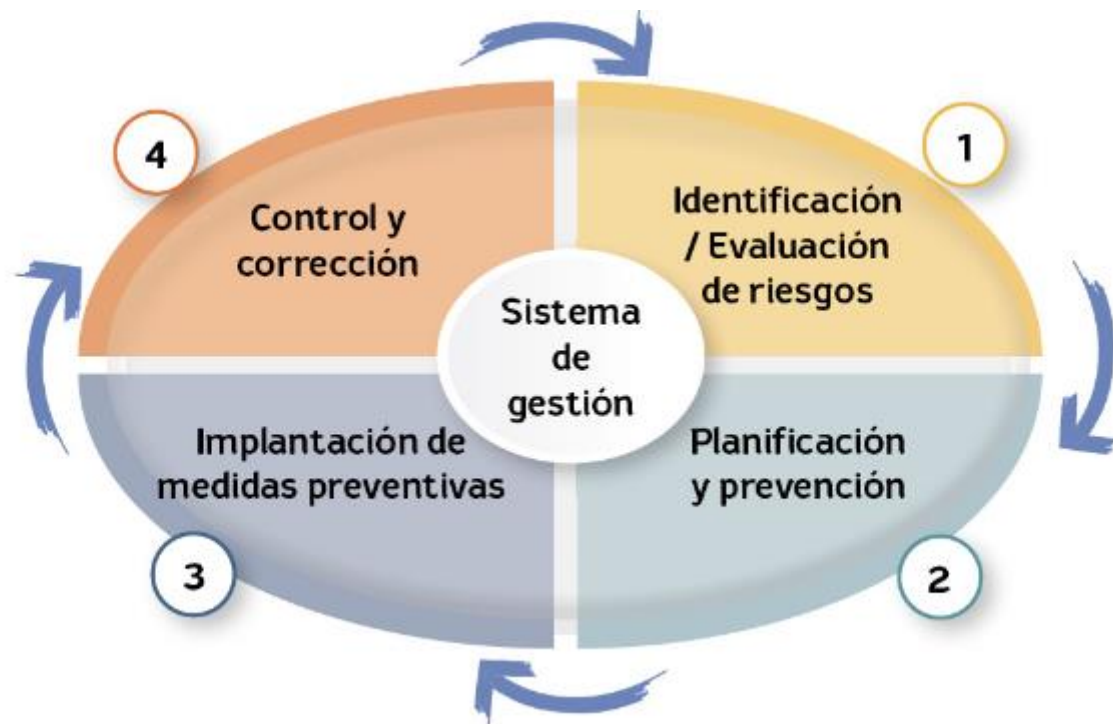 1
Identificación
/ Evaluación
de riesgos
2
Planificación
y prevención
3
Implantación de
medidas preventivas
4
Control y
corrección
Sistema
de
gestión